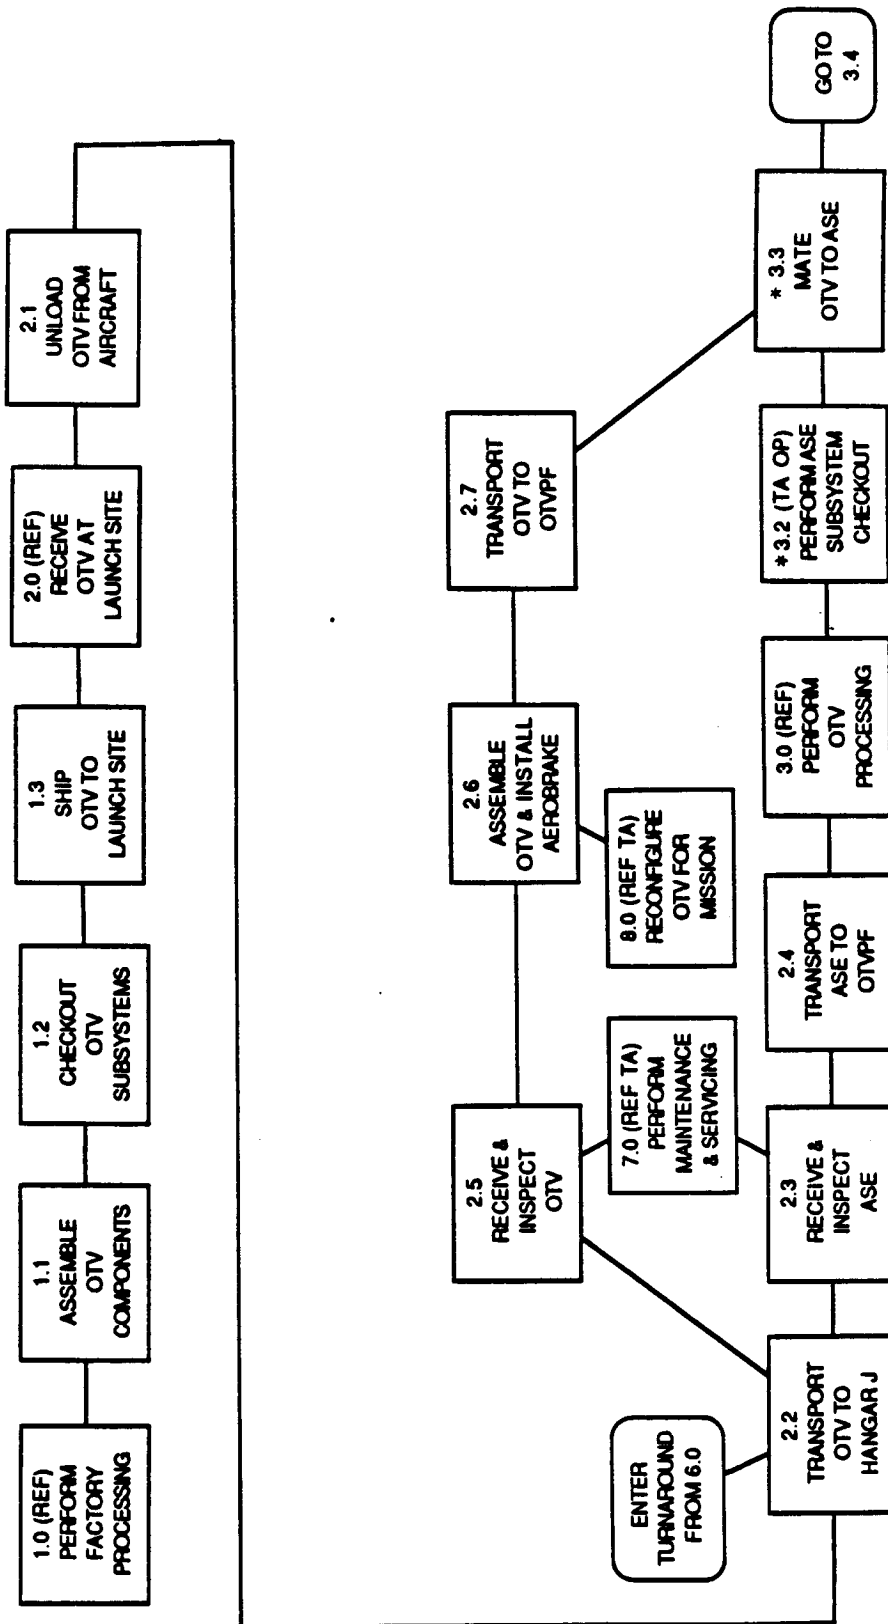 1.0 (REF)
PERFORM
FACTORY
PROCESSING
1.1
ASSEMBLE
OTV
COMPONENTS
1.2
CHECKOUT
OTV
SUBSYSTEMS
1.3
SHIP
OTV TO
LAUNCH SITE
2.0 (REF)
RECEIVE
OTV AT
LAUNCH SITE
2.1
UNLOAD
OTV FROM
AIRCRAFT
ENTER
TURNAROUND
FROM 6.0
2.2
TRANSPORT
OTV TO
HANGAR J
2.5
RECEIVE &
INSPECT
OTV
7.0 (REF TA)
PERFORM
MAINTENANCE
& SERVICING
2.3
RECEIVE &
INSPECT
ASE
2.6
ASSEMBLE
OTV & INSTALL
AEROBRAKE
8.0 (REF TA)
RECONFIGURE
OTV FOR
MISSION
2.4
TRANSPORT
ASE TO
OTVPF
2.7
TRANSPORT
OTV TO
OTVPF
3.0 (REF)
PERFORM
OTV
PROCESSING
* 3.2 (TA OP)
PERFORM ASE
SUBSYSTEM
CHECKOUT
* 3.3
MATE
OTV TO ASE
GO TO
3.4